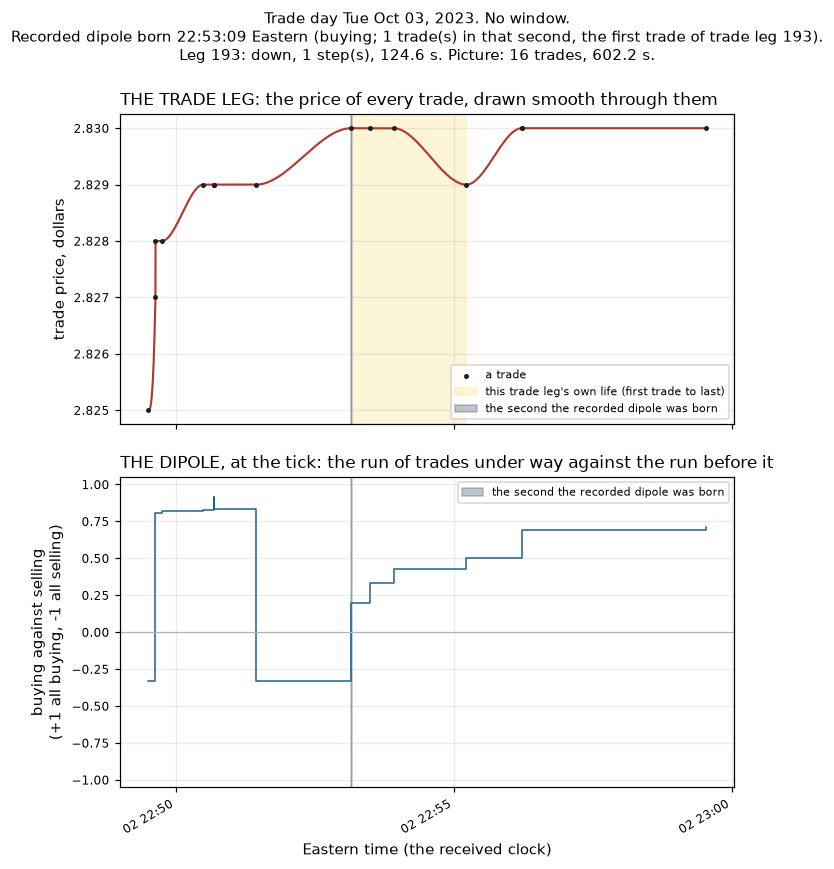 Trade day Tue Oct 03, 2023. No window.
Recorded dipole born 22:53:09 Eastern (buying; 1 trade(s) in that second, the first trade of trade leg 193).
Leg 193: down, 1 step(s), 124.6 s. Picture: 16 trades, 602.2 s.
THE TRADE LEG: the price of every trade, drawn smooth through them
2.830
2.829
2.828
2.827
2.826
2.825
trade price, dollars
a trade
this trade leg's own life (first trade to last)
the second the recorded dipole was born
THE DIPOLE, at the tick: the run of trades under way against the run before it
the second the recorded dipole was born
1.00
0.75
0.50
0.25
0.00
−0.25
−0.50
−0.75
−1.00
buying against selling
(+1 all buying, -1 all selling)
02 22:50
02 22:55
02 23:00
Eastern time (the received clock)